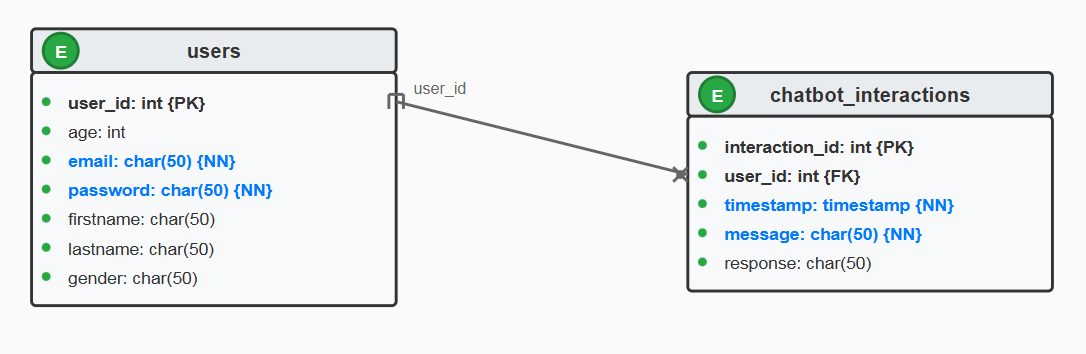 E
users
user_id: int {PK}
age: int
email: char(50) {NN}
password: char(50) {NN}
firstname: char(50)
lastname: char(50)
gender: char(50)
user_id
E
chatbot_interactions
interaction_id: int {PK}
user_id: int {FK}
timestamp: timestamp {NN}
message: char(50) {NN}
response: char(50)